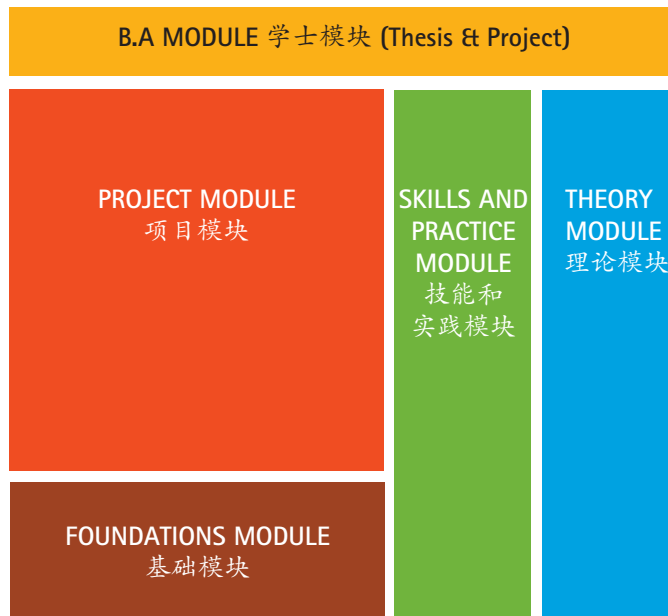 B.A MODULE 学士模块 (Thesis & Project)
PROJECT MODULE
项目模块
SKILLS AND
PRACTICE
MODULE
技能和
实践模块
THEORY
MODULE
理论模块
FOUNDATIONS MODULE
基础模块